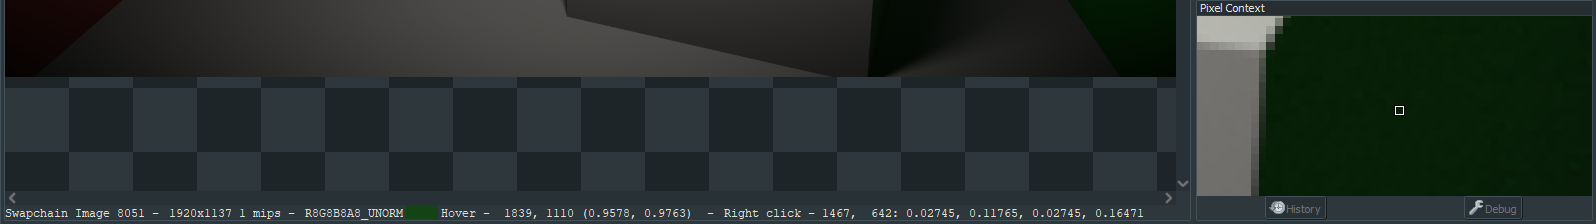 Pixel Context
History
Debug
Swapchain Image 8051 - 1920x1137 1 mips - R8G8B8A8_UNORM Hover - 1839, 1110 (0.9578, 0.9763) - Right click - 1467, 642: 0.02745, 0.11765, 0.02745, 0.16471